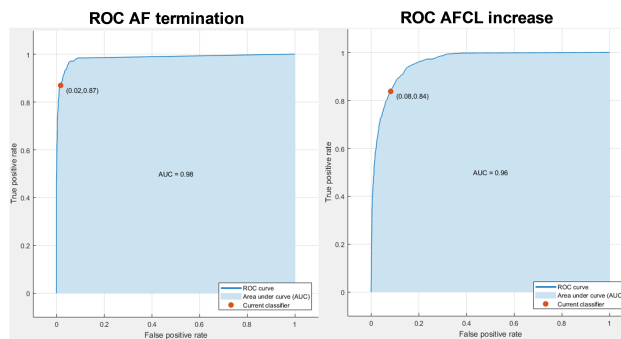 ROC AF termination
1
0.8
0.6
0.4
0.2
0
True positive rate
(0.02,0.87)
AUC = 0.98
ROC curve
Area under curve (AUC)
Current classifier
0
0.2
0.4
0.6
0.8
1
False positive rate
ROC AFCL increase
1
0.8
0.6
0.4
0.2
0
True positive rate
(0.08,0.84)
AUC = 0.96
ROC curve
Area under curve (AUC
Current classifier
0
0.2
0.4
0.6
0.8
1
False positive rate